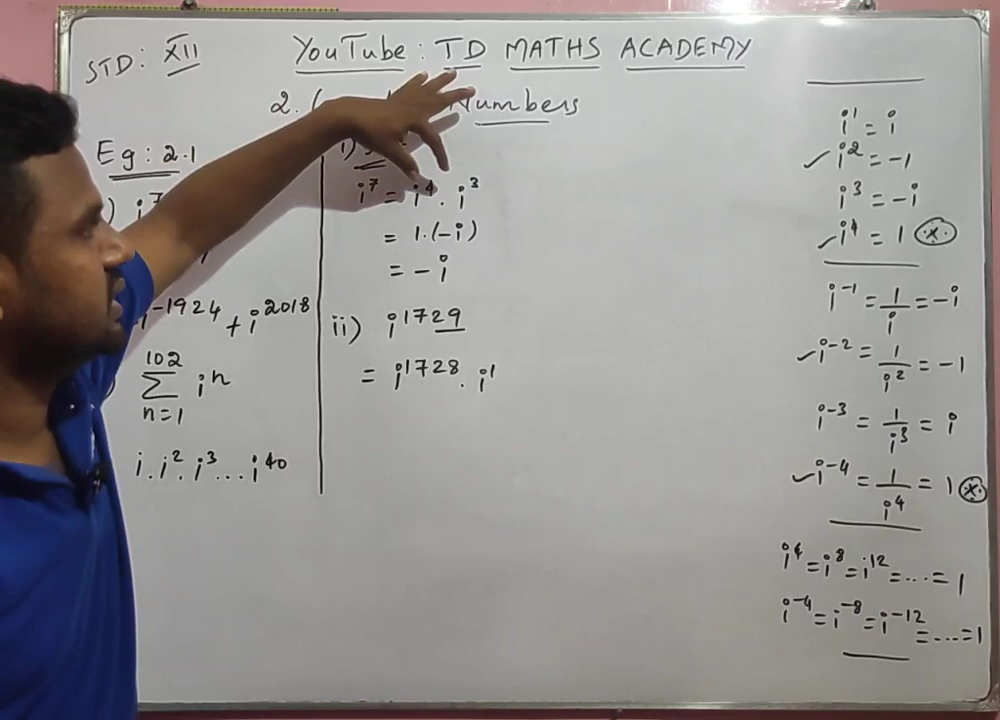 STD: XII
YouTube: TD MATHS ACADEMY
2. Numbers
Eg: 2.1
) i⁷
i⁻¹⁹²⁴ + i²⁰¹⁸
) ∑ₙ₌₁¹⁰² iⁿ
i.i².i³...i⁴⁰
i)
i⁷ = i⁴. i³
= 1.(-i)
= -i
ii) i¹⁷²⁹
= i¹⁷²⁸. i¹
i¹ = i
✓i² = -1
i³ = -i
✓i⁴ = 1 (*)
i⁻¹ = 1/i = -i
✓i⁻² = 1/i² = -1
i⁻³ = 1/i³ = i
✓i⁻⁴ = 1/i⁴ = 1 (*)
i⁴ = i⁸ = i¹² = .... = 1
i⁻⁴ = i⁻⁸ = i⁻¹² = .... = 1